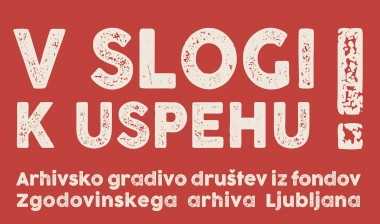 V SLOGI
K USPEHU!
Arhivsko gradivo društev iz fondov
Zgodovinskega arhiva Ljubljana